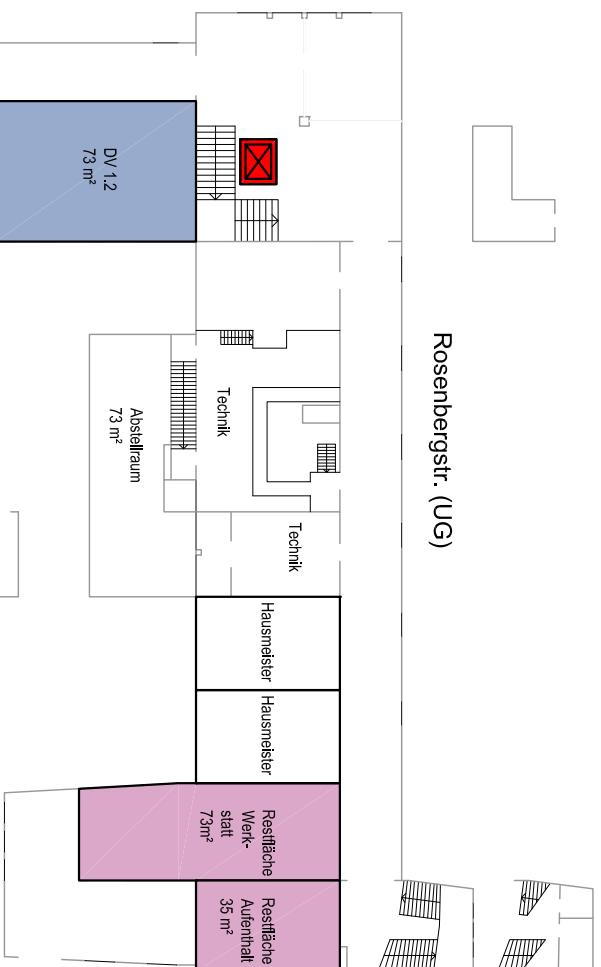 Rosenbergstr. (UG)
DV 1.2
73 m²
Technik
Abstellraum
73 m²
Technik
Hausmeister
Hausmeister
Restfläche
Werk-
statt
73m²
Restfläche
Aufenthalt
35 m²